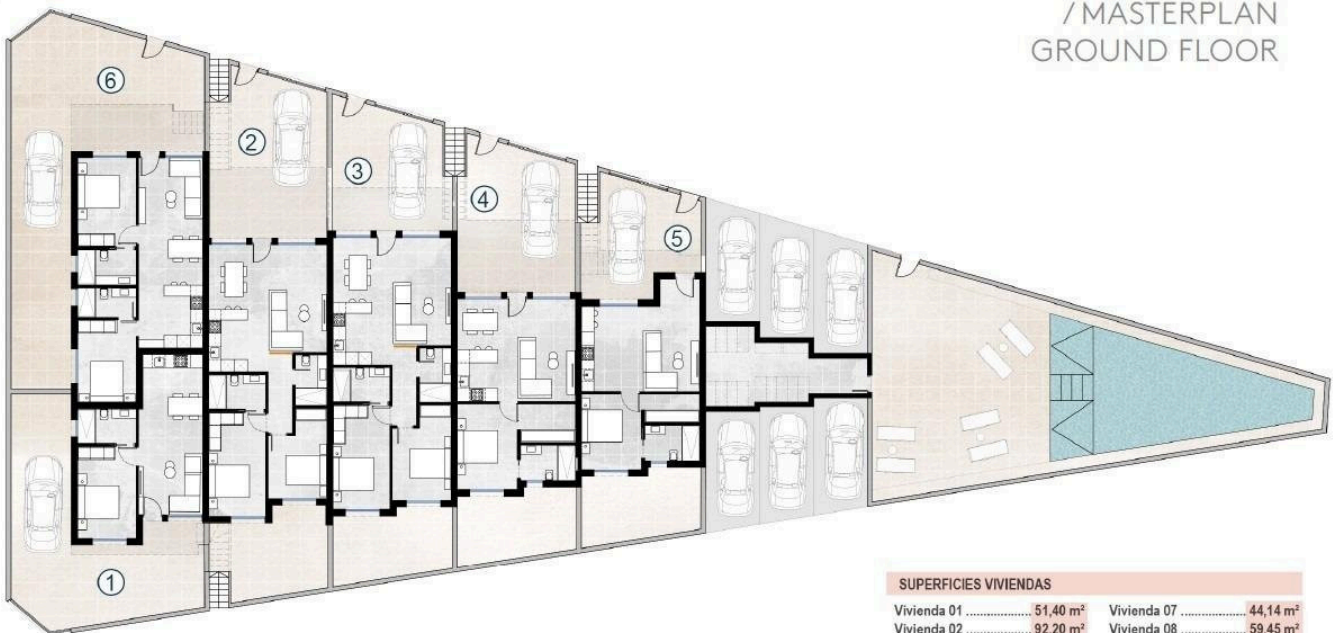 / MASTERPLAN
GROUND FLOOR
6
2
3
4
5
1
SUPERFICIES VIVIENDAS
Vivienda 01 ................. 51,40 m² Vivienda 07 ................. 44,14 m²
Vivienda 02 ................. 92,20 m² Vivienda 08 ................. 59,45 m²